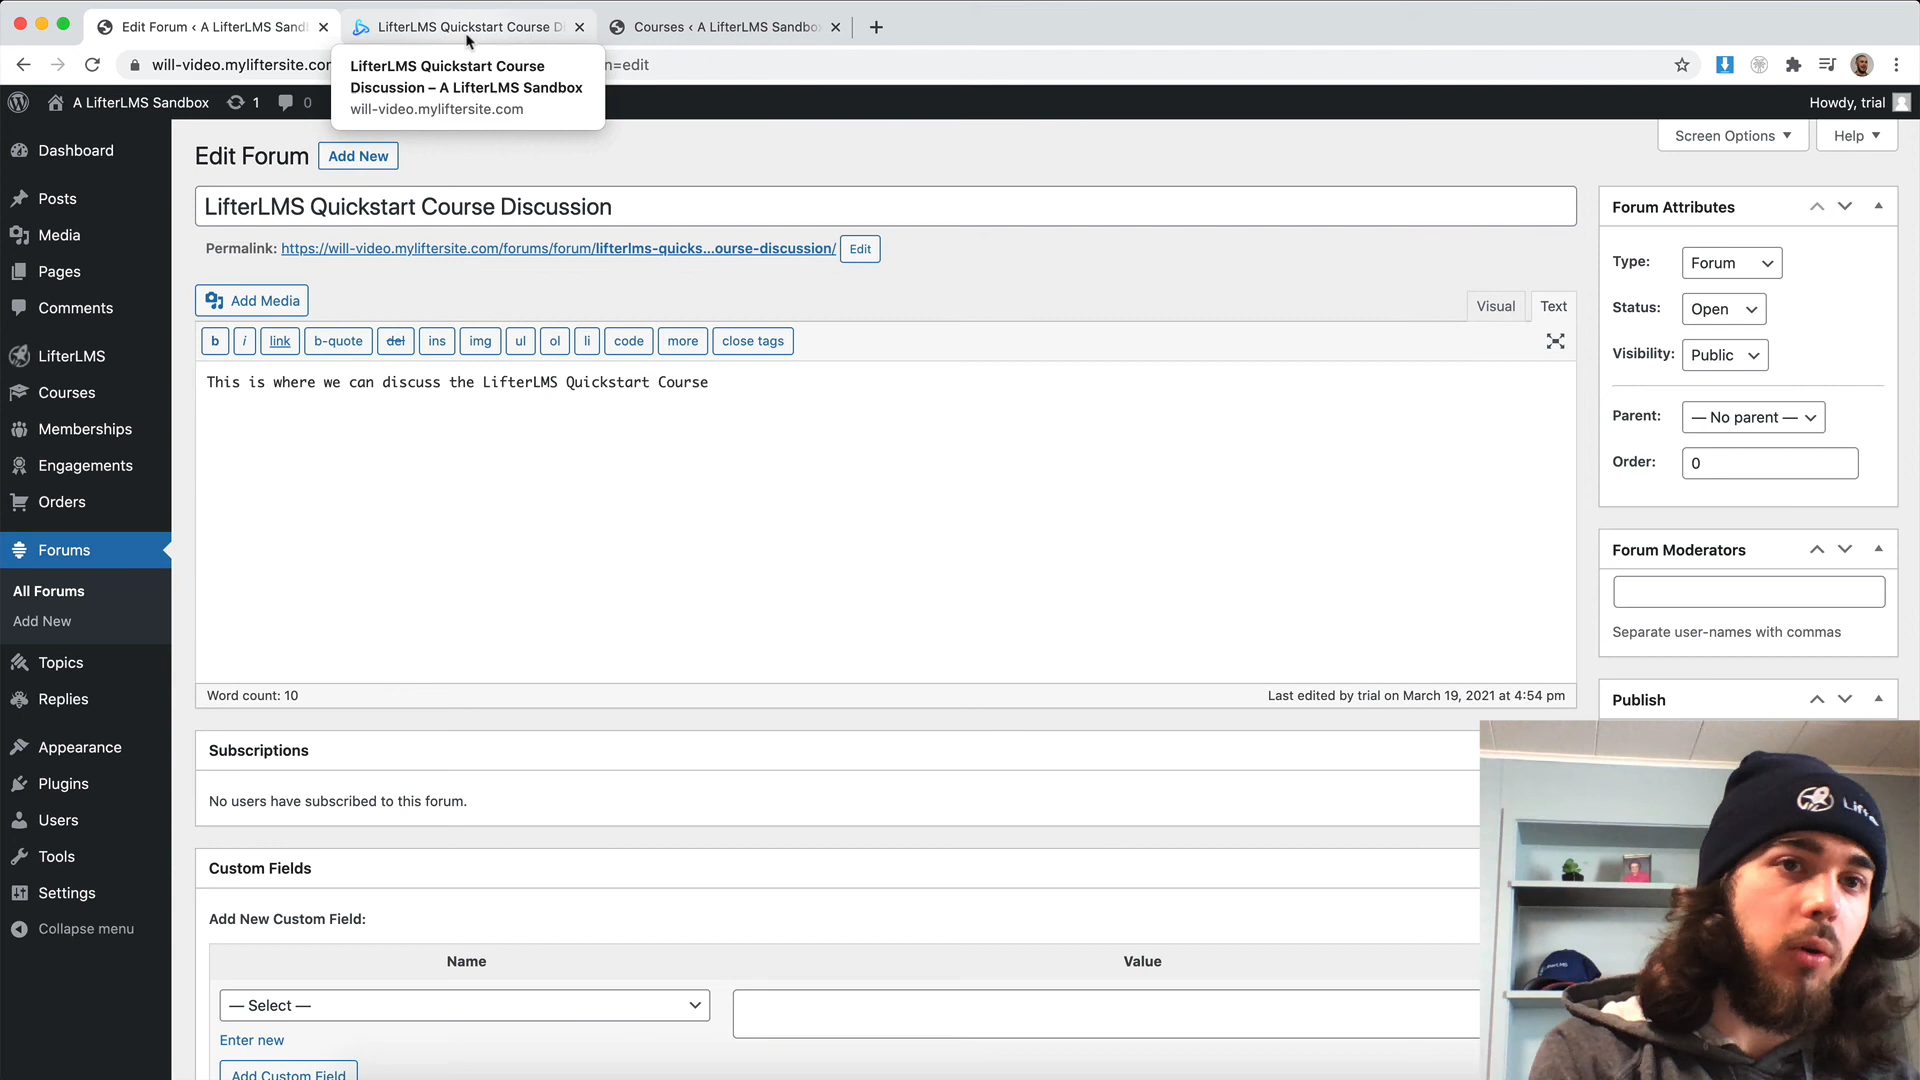 Edit Forum ‹ A LifterLMS Sand
LifterLMS Quickstart Course D
Courses ‹ A LifterLMS Sandbo
will-video.myliftersite.com
n=edit
LifterLMS Quickstart Course
Discussion – A LifterLMS Sandbox
will-video.myliftersite.com
A LifterLMS Sandbox
1
0
Howdy, trial
Screen Options
Help
Dashboard
Posts
Media
Pages
Comments
LifterLMS
Courses
Memberships
Engagements
Orders
Forums
All Forums
Add New
Topics
Replies
Appearance
Plugins
Users
Tools
Settings
Collapse menu
Edit Forum
Add New
LifterLMS Quickstart Course Discussion
Permalink: https://will-video.myliftersite.com/forums/forum/lifterlms-quicks...ourse-discussion/ Edit
Add Media
Visual
Text
b
i
link
b-quote
del
ins
img
ul
ol
li
code
more
close tags
This is where we can discuss the LifterLMS Quickstart Course
Word count: 10
Last edited by trial on March 19, 2021 at 4:54 pm
Subscriptions
No users have subscribed to this forum.
Custom Fields
Add New Custom Field:
Name
Value
— Select —
Enter new
Add Custom Field
Forum Attributes
Type: Forum
Status: Open
Visibility: Public
Parent: — No parent —
Order: 0
Forum Moderators
Separate user-names with commas
Publish